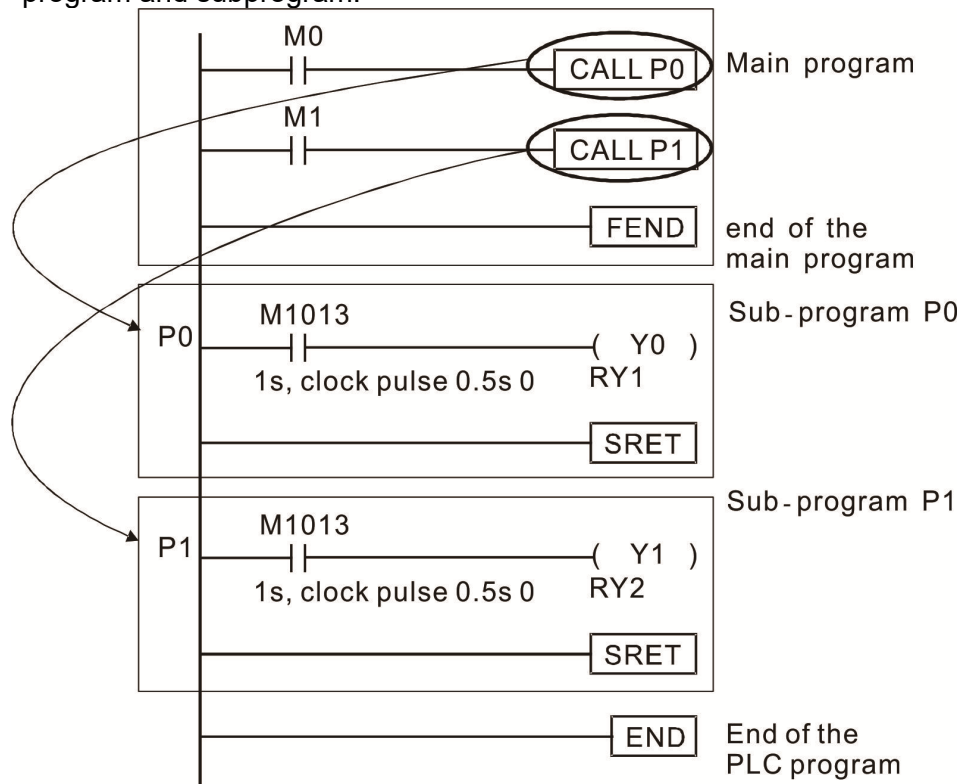 program and subprogram.
M0
CALL P0
Main program
M1
CALL P1
FEND
end of the
main program
Sub-program P0
P0
M1013
( Y0 )
1s, clock pulse 0.5s 0
RY1
SRET
Sub-program P1
P1
M1013
( Y1 )
1s, clock pulse 0.5s 0
RY2
SRET
END
End of the
PLC program